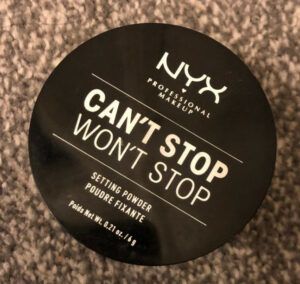 NYX
PROFESSIONAL
MAKEUP
CAN'T STOP
WON'T STOP
SETTING POWDER
POUDRE FIXANTE
Poids Net Wt. 0.21 oz. / 6 g